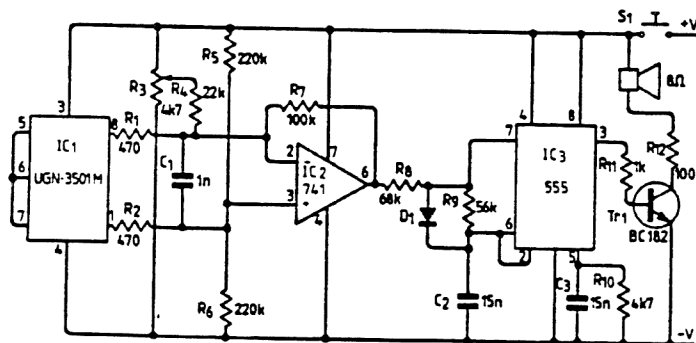 S1
+V
R5
220k
R3
4k7
R4
22k
R7
100k
8Ω
3
5
6
7
4
IC1
UGN-3501M
8
R1
470
1
R2
470
C1
1n
2
3
7
4
6
IC2
741
-
+
R8
68k
D1
R9
56k
4
8
7
3
6
2
5
IC3
555
R11
1k
R12
100
Tr1
BC182
R6
220k
C2
15n
C3
15n
R10
4k7
-V